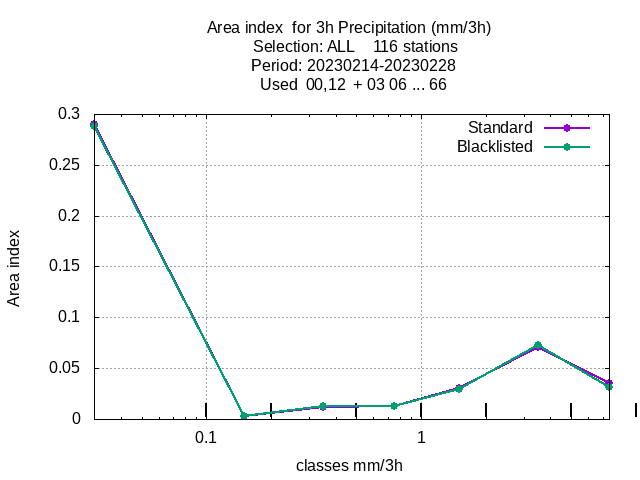 Area index  for 3h Precipitation (mm/3h)
Selection: ALL    116 stations
Period: 20230214-20230228
Used  00,12  + 03 06 ... 66
Standard
Blacklisted
0.3
0.25
0.2
0.15
0.1
0.05
0
Area index
0.1
1
classes mm/3h